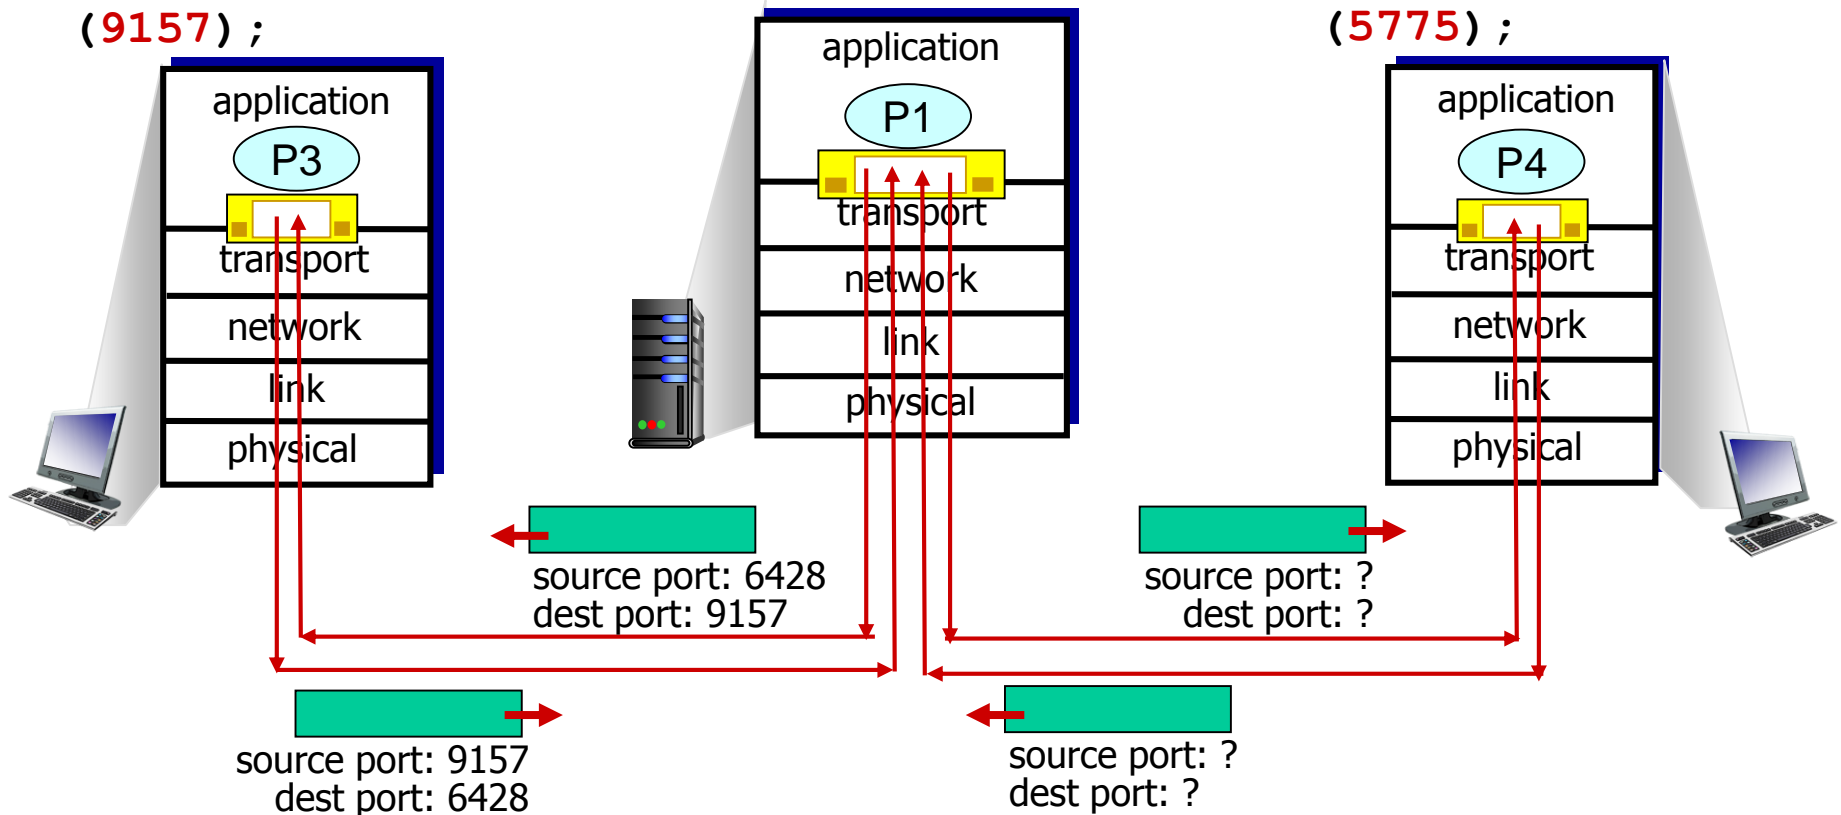 (9157);
application
P3
transport
network
link
physical
application
P1
transport
network
link
physical
(5775);
application
P4
transport
network
link
physical
source port: 6428
dest port: 9157
source port: ?
dest port: ?
source port: 9157
dest port: 6428
source port: ?
dest port: ?